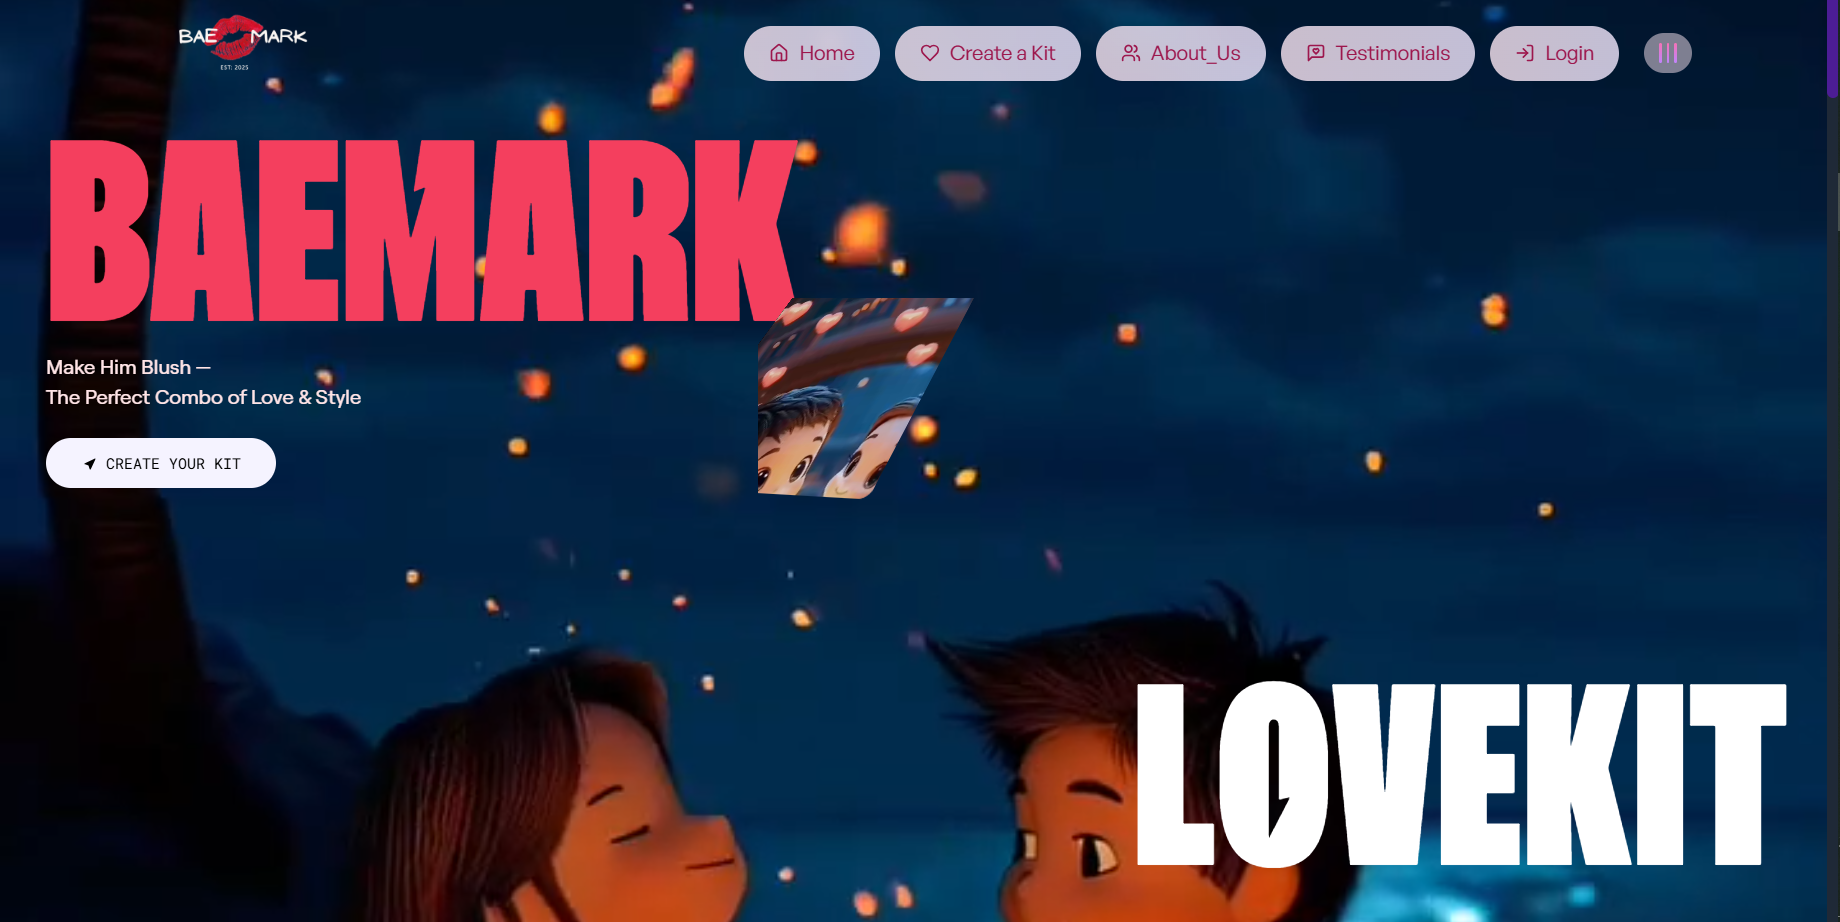 BAE MARK
EST: 2025
Home
Create a Kit
About_Us
Testimonials
Login
BAEMARK
Make Him Blush —
The Perfect Combo of Love & Style
CREATE YOUR KIT
LOVEKIT